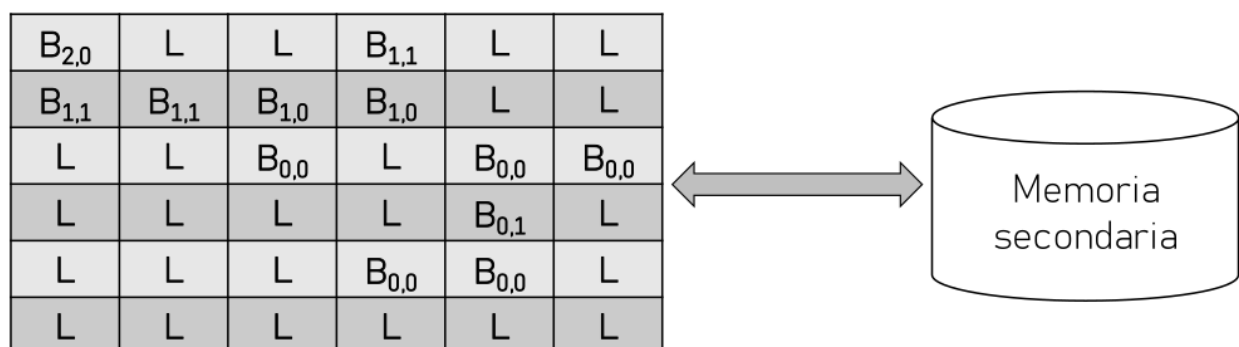 B2,0 L L B1,1 L L
B1,1 B1,1 B1,0 B1,0 L L
L L B0,0 L B0,0 B0,0
L L L L B0,1 L
L L L B0,0 B0,0 L
L L L L L L
Memoria
secondaria